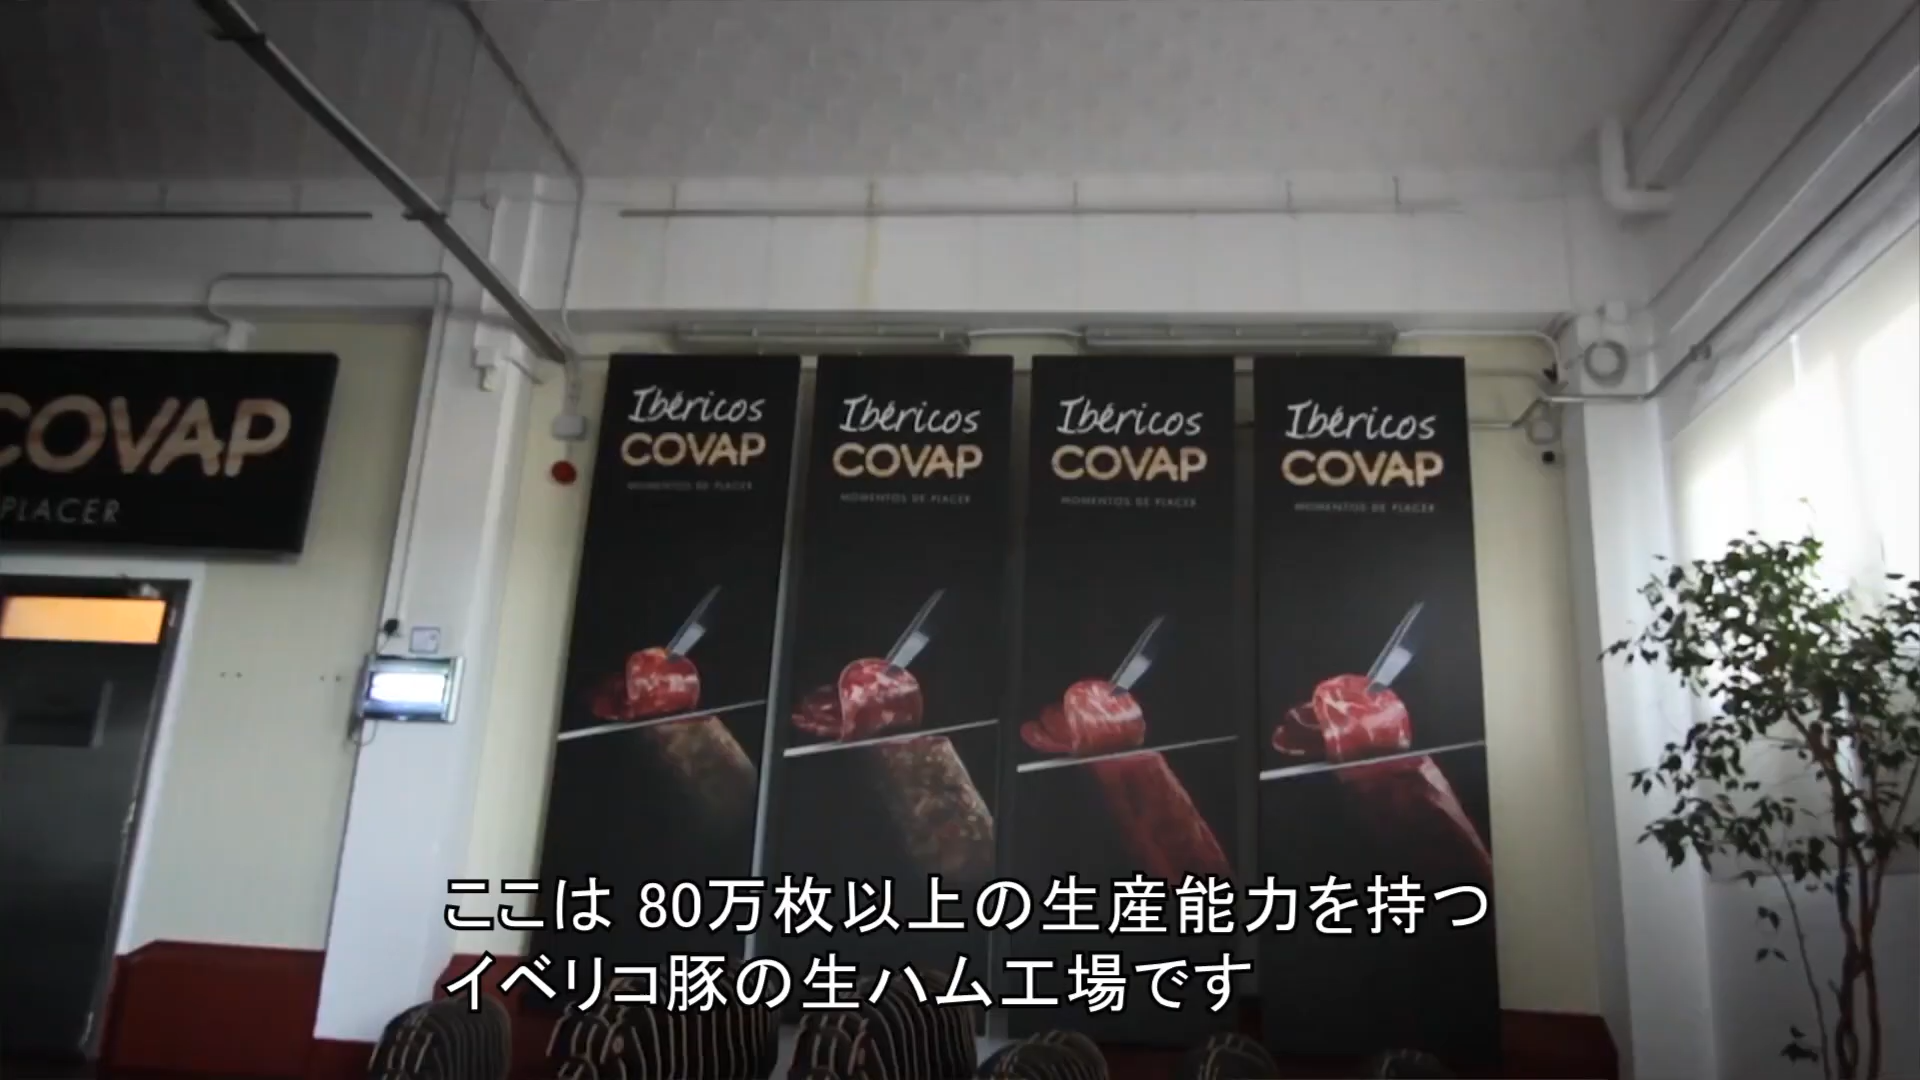 COVAP
PLACER
Ibéricos
COVAP
MOMENTOS DE PLACER
Ibéricos
COVAP
MOMENTOS DE PLACER
Ibéricos
COVAP
MOMENTOS DE PLACER
Ibéricos
COVAP
MOMENTOS DE PLACER
ここは 80万枚以上の生産能力を持つ
イベリコ豚の生ハム工場です